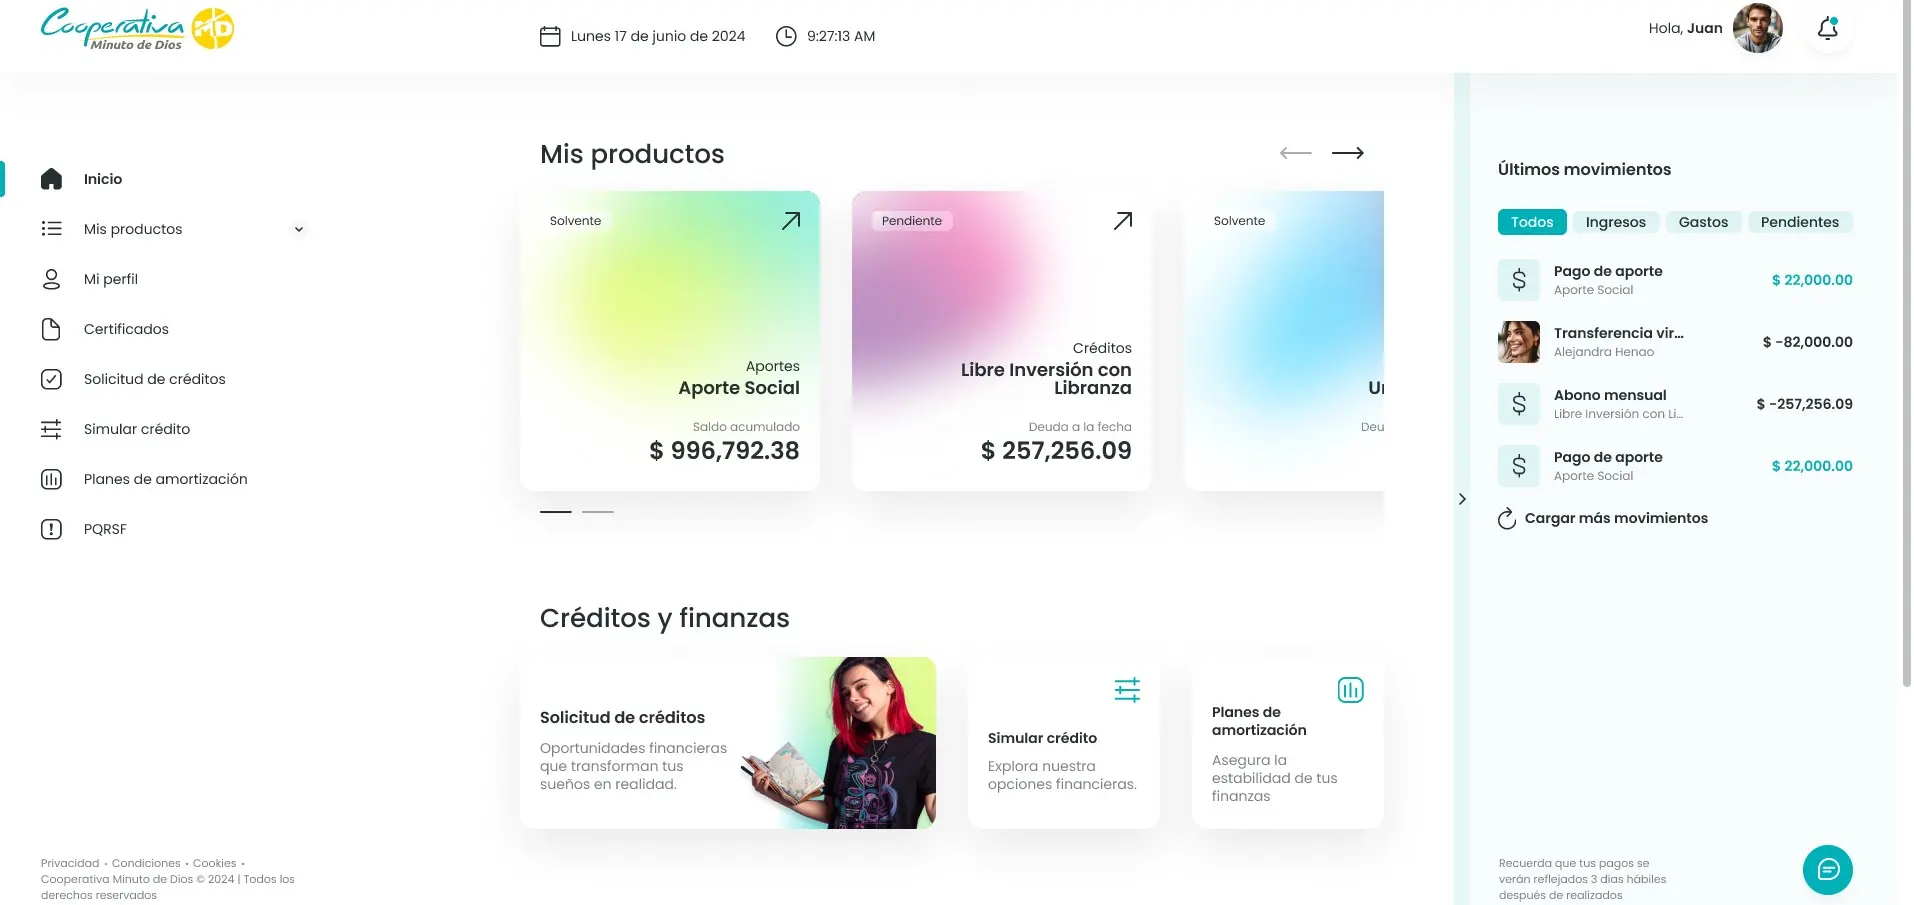 Cooperativa
Minuto de Dios
MD
Lunes 17 de junio de 2024
9:27:13 AM
Hola, Juan
Inicio
Mis productos
Mi perfil
Certificados
Solicitud de créditos
Simular crédito
Planes de amortización
PQRSF
Privacidad • Condiciones • Cookies •
Cooperativa Minuto de Dios © 2024 | Todos los
derechos reservados
Mis productos
Solvente
Aportes
Aporte Social
Saldo acumulado
$ 996,792.38
Pendiente
Créditos
Libre Inversión con
Libranza
Deuda a la fecha
$ 257,256.09
Solvente
Deu
Créditos y finanzas
Solicitud de créditos
Oportunidades financieras
que transforman tus
sueños en realidad.
Simular crédito
Explora nuestra
opciones financieras.
Planes de
amortización
Asegura la
estabilidad de tus
finanzas
Últimos movimientos
Todos
Ingresos
Gastos
Pendientes
$
Pago de aporte
Aporte Social
$ 22,000.00
Transferencia vir...
Alejandra Henao
$ -82,000.00
$
Abono mensual
Libre Inversión con Li...
$ -257,256.09
$
Pago de aporte
Aporte Social
$ 22,000.00
Cargar más movimientos
Recuerda que tus pagos se
verán reflejados 3 dias hábiles
después de realizados